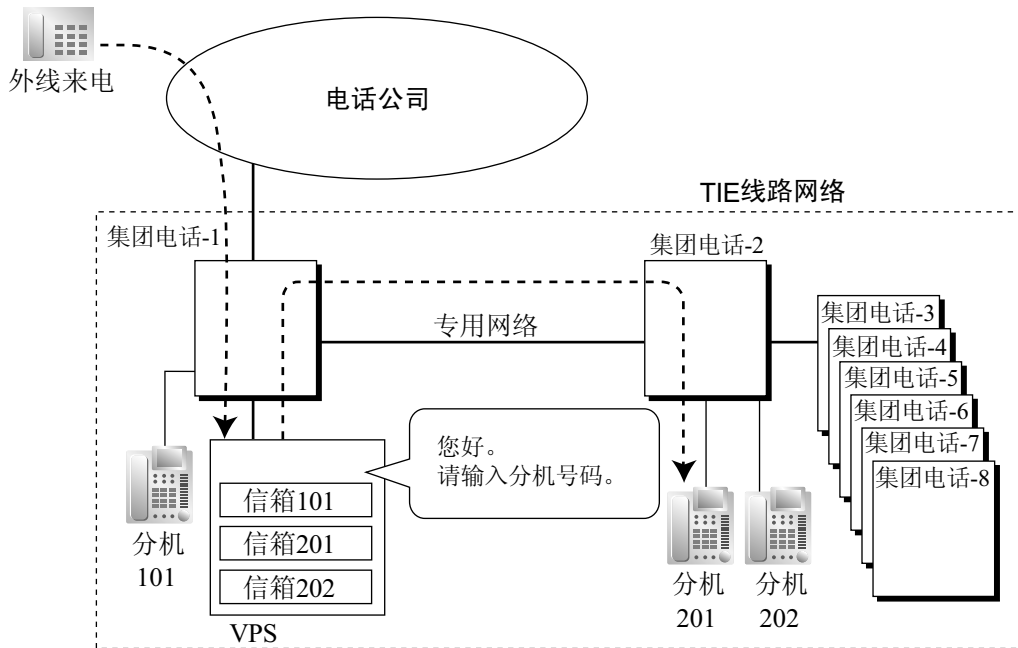 外线来电
电话公司
TIE线路网络
集团电话-1
集团电话-2
专用网络
集团电话-3
集团电话-4
集团电话-5
集团电话-6
集团电话-7
集团电话-8
您好。
请输入分机号码。
信箱101
信箱201
信箱202
VPS
分机
101
分机
201
分机
202